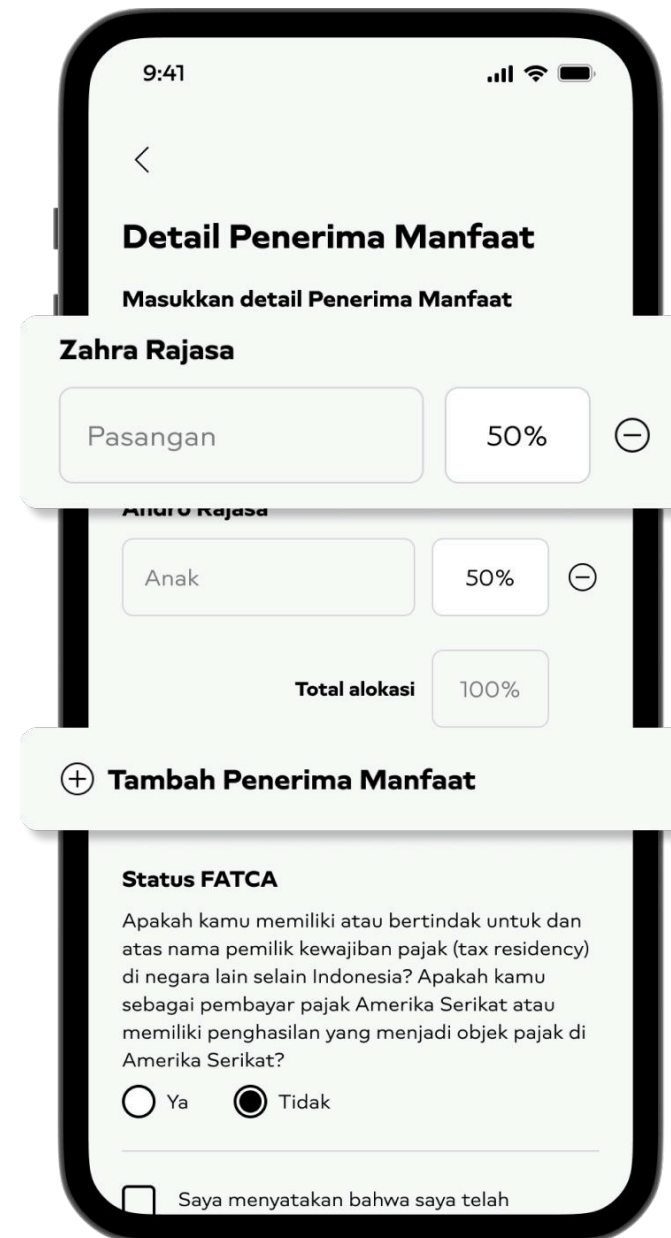 9:41
Detail Penerima Manfaat
Masukkan detail Penerima Manfaat
Zahra Rajasa
Pasangan 50%
Andro Rajasa
Anak 50%
Total alokasi 100%
Tambah Penerima Manfaat
Status FATCA
Apakah kamu memiliki atau bertindak untuk dan
atas nama pemilik kewajiban pajak (tax residency)
di negara lain selain Indonesia? Apakah kamu
sebagai pembayar pajak Amerika Serikat atau
memiliki penghasilan yang menjadi objek pajak di
Amerika Serikat?
Ya Tidak
Saya menyatakan bahwa saya telah